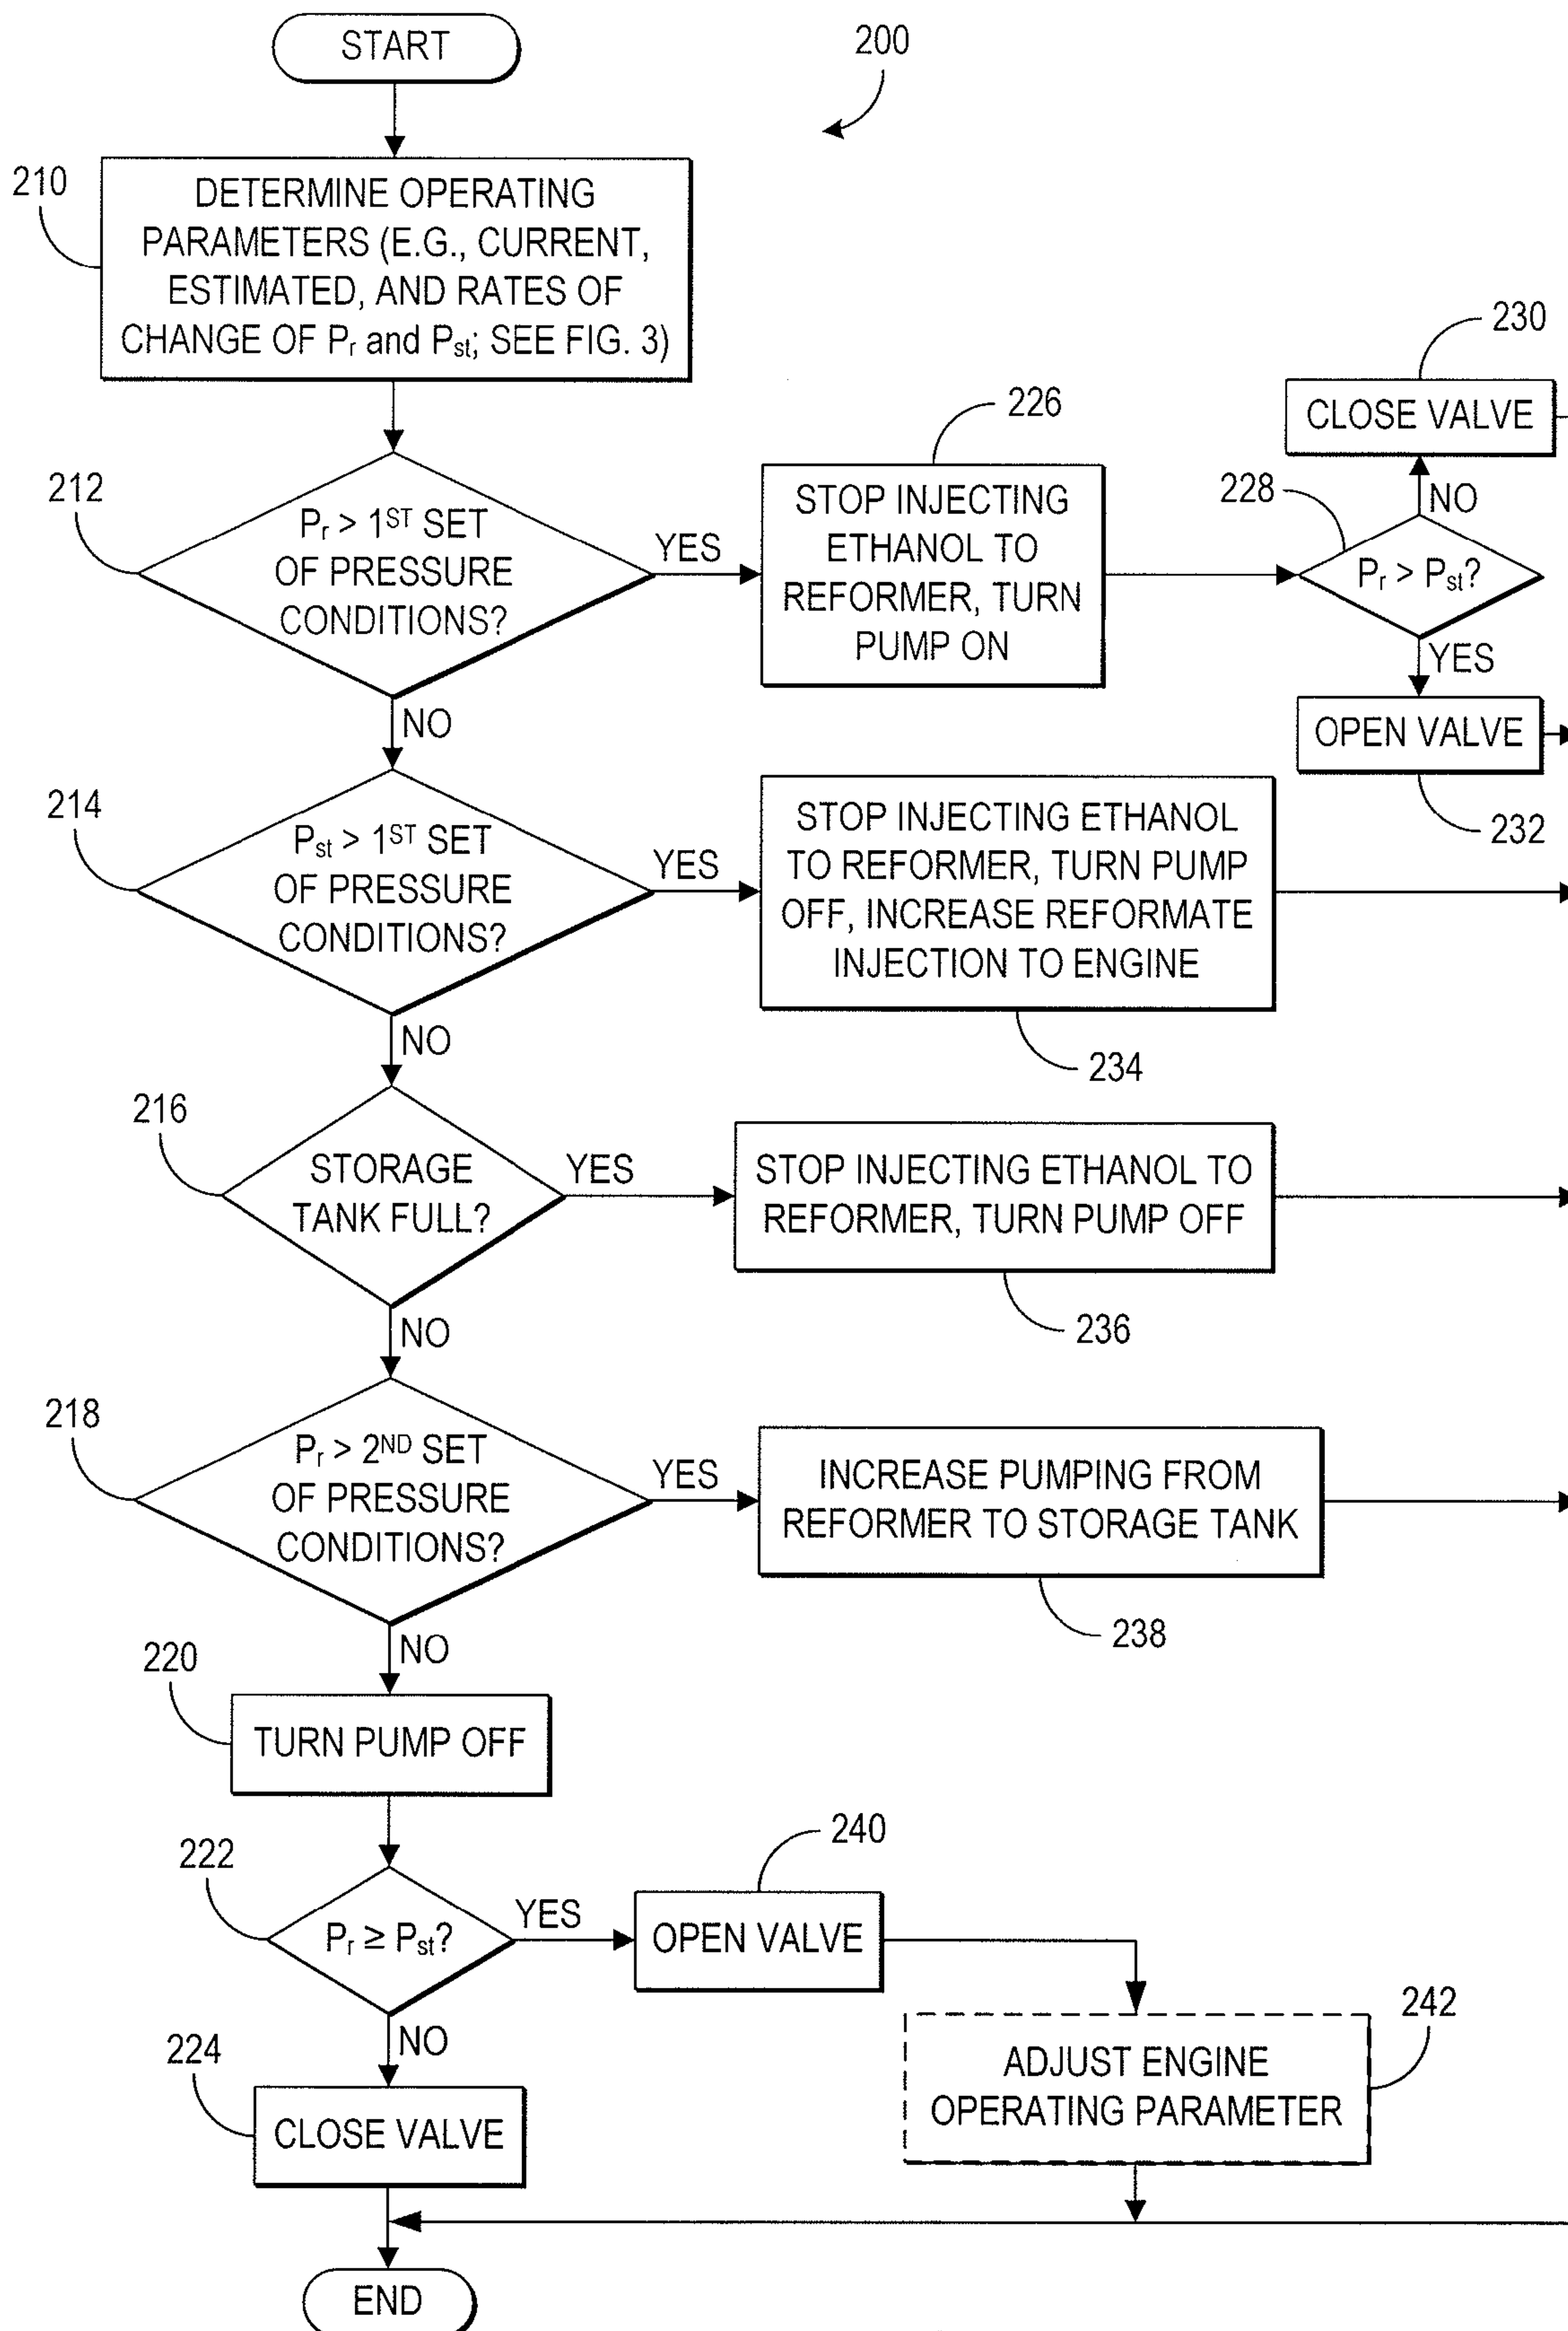 START
200
210
DETERMINE OPERATING
PARAMETERS (E.G., CURRENT,
ESTIMATED, AND RATES OF
CHANGE OF Pr and Pst; SEE FIG. 3)
212
Pr > 1ST SET
OF PRESSURE
CONDITIONS?
YES
NO
226
STOP INJECTING
ETHANOL TO
REFORMER, TURN
PUMP ON
230
CLOSE VALVE
NO
228
Pr > Pst?
YES
OPEN VALVE
232
214
Pst > 1ST SET
OF PRESSURE
CONDITIONS?
YES
NO
STOP INJECTING ETHANOL
TO REFORMER, TURN PUMP
OFF, INCREASE REFORMATE
INJECTION TO ENGINE
234
216
STORAGE
TANK FULL?
YES
NO
STOP INJECTING ETHANOL TO
REFORMER, TURN PUMP OFF
236
218
Pr > 2ND SET
OF PRESSURE
CONDITIONS?
YES
NO
INCREASE PUMPING FROM
REFORMER TO STORAGE TANK
238
220
TURN PUMP OFF
222
Pr ≥ Pst?
YES
NO
240
OPEN VALVE
242
ADJUST ENGINE
OPERATING PARAMETER
224
CLOSE VALVE
END